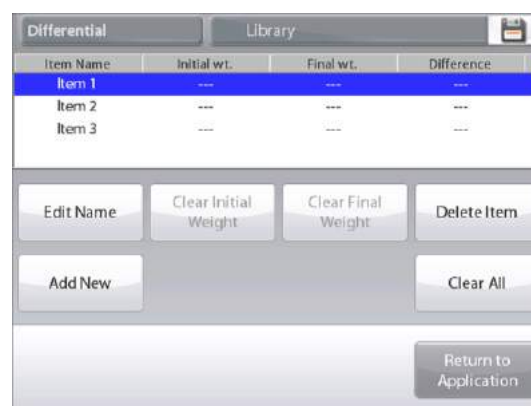 Differential Library
Item Name Initial wt. Final wt. Difference
Item 1 --- --- ---
Item 2 --- --- ---
Item 3 --- --- ---
Edit Name Clear Initial Weight Clear Final Weight Delete Item
Add New Clear All
Return to Application